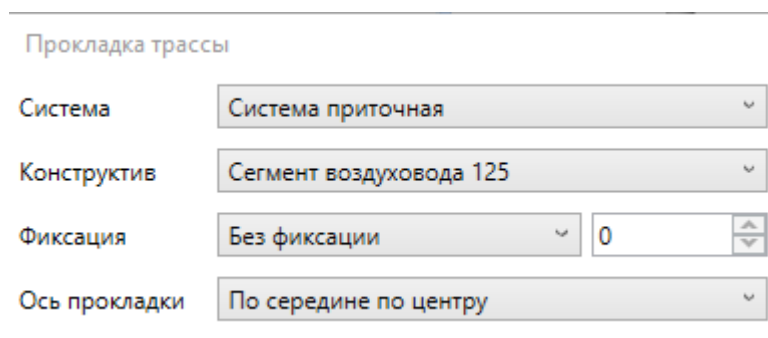 Прокладка трассы
Система Система приточная
Конструктив Сегмент воздуховода 125
Фиксация Без фиксации 0
Ось прокладки По середине по центру